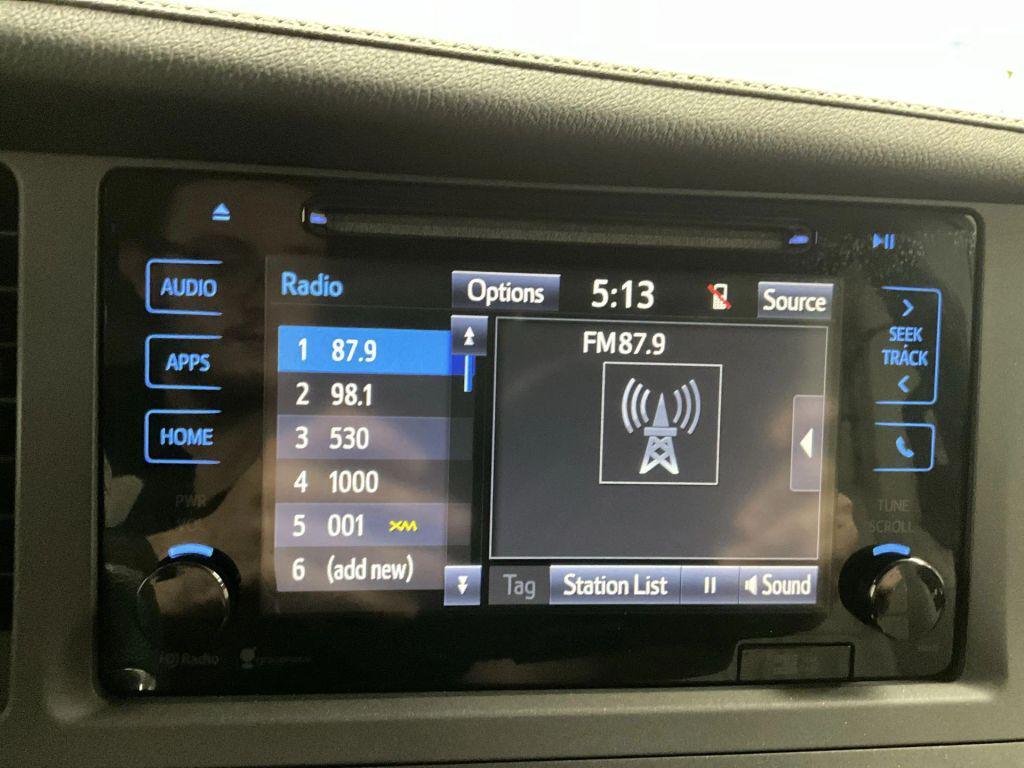 AUDIO
APPS
HOME
PWR
VOL
Radio
Options
5:13
Source
1 87.9
2 98.1
3 530
4 1000
5 001 XM
6 (add new)
FM 87.9
Tag
Station List
Sound
SEEK
TRACK
TUNE
SCROLL
HD Radio
gracenote